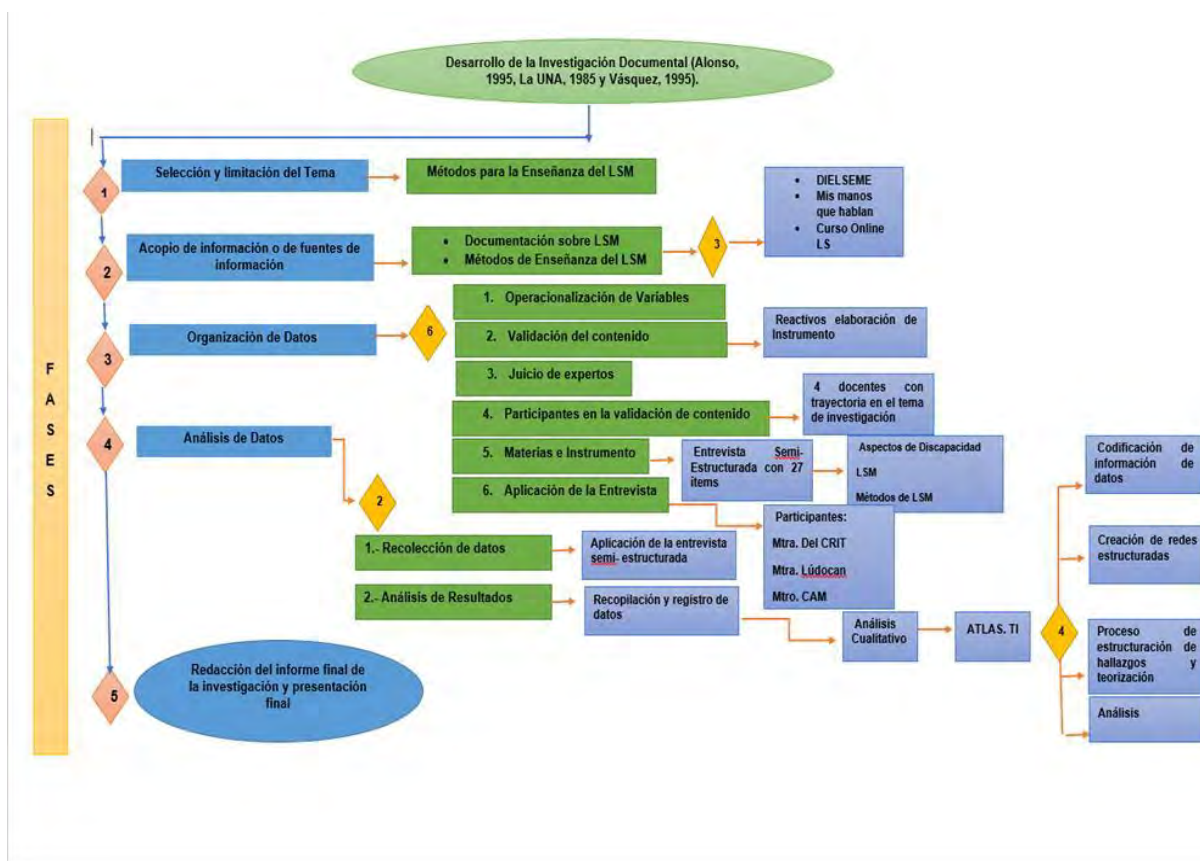 Desarrollo de la Investigación Documental (Alonso,
1995, La UNA, 1985 y Vásquez, 1995).
F
A
S
E
S
1
Selección y limitación del Tema
Métodos para la Enseñanza del LSM
2
Acopio de información o de fuentes de
información
• Documentación sobre LSM
• Métodos de Enseñanza del LSM
3
• DIELSEME
• Mis manos
que hablan
• Curso Online
LS
3
Organización de Datos
6
1. Operacionalización de Variables
2. Validación del contenido
Reactivos elaboración de
Instrumento
3. Juicio de expertos
4. Participantes en la validación de contenido
4 docentes con
trayectoria en el tema
de investigación
5. Materias e Instrumento
Entrevista Semi-
Estructurada con 27
items
Aspectos de Discapacidad
LSM
Métodos de LSM
6. Aplicación de la Entrevista
Participantes:
Mtra. Del CRIT
Mtra. Lúdocan
Mtro. CAM
4
Análisis de Datos
2
1.- Recolección de datos
Aplicación de la entrevista
semi- estructurada
2.- Análisis de Resultados
Recopilación y registro de
datos
Análisis
Cualitativo
ATLAS. TI
4
Codificación de
información de
datos
Creación de redes
estructuradas
Proceso de
estructuración de
hallazgos y
teorización
Análisis
5
Redacción del informe final de
la investigación y presentación
final